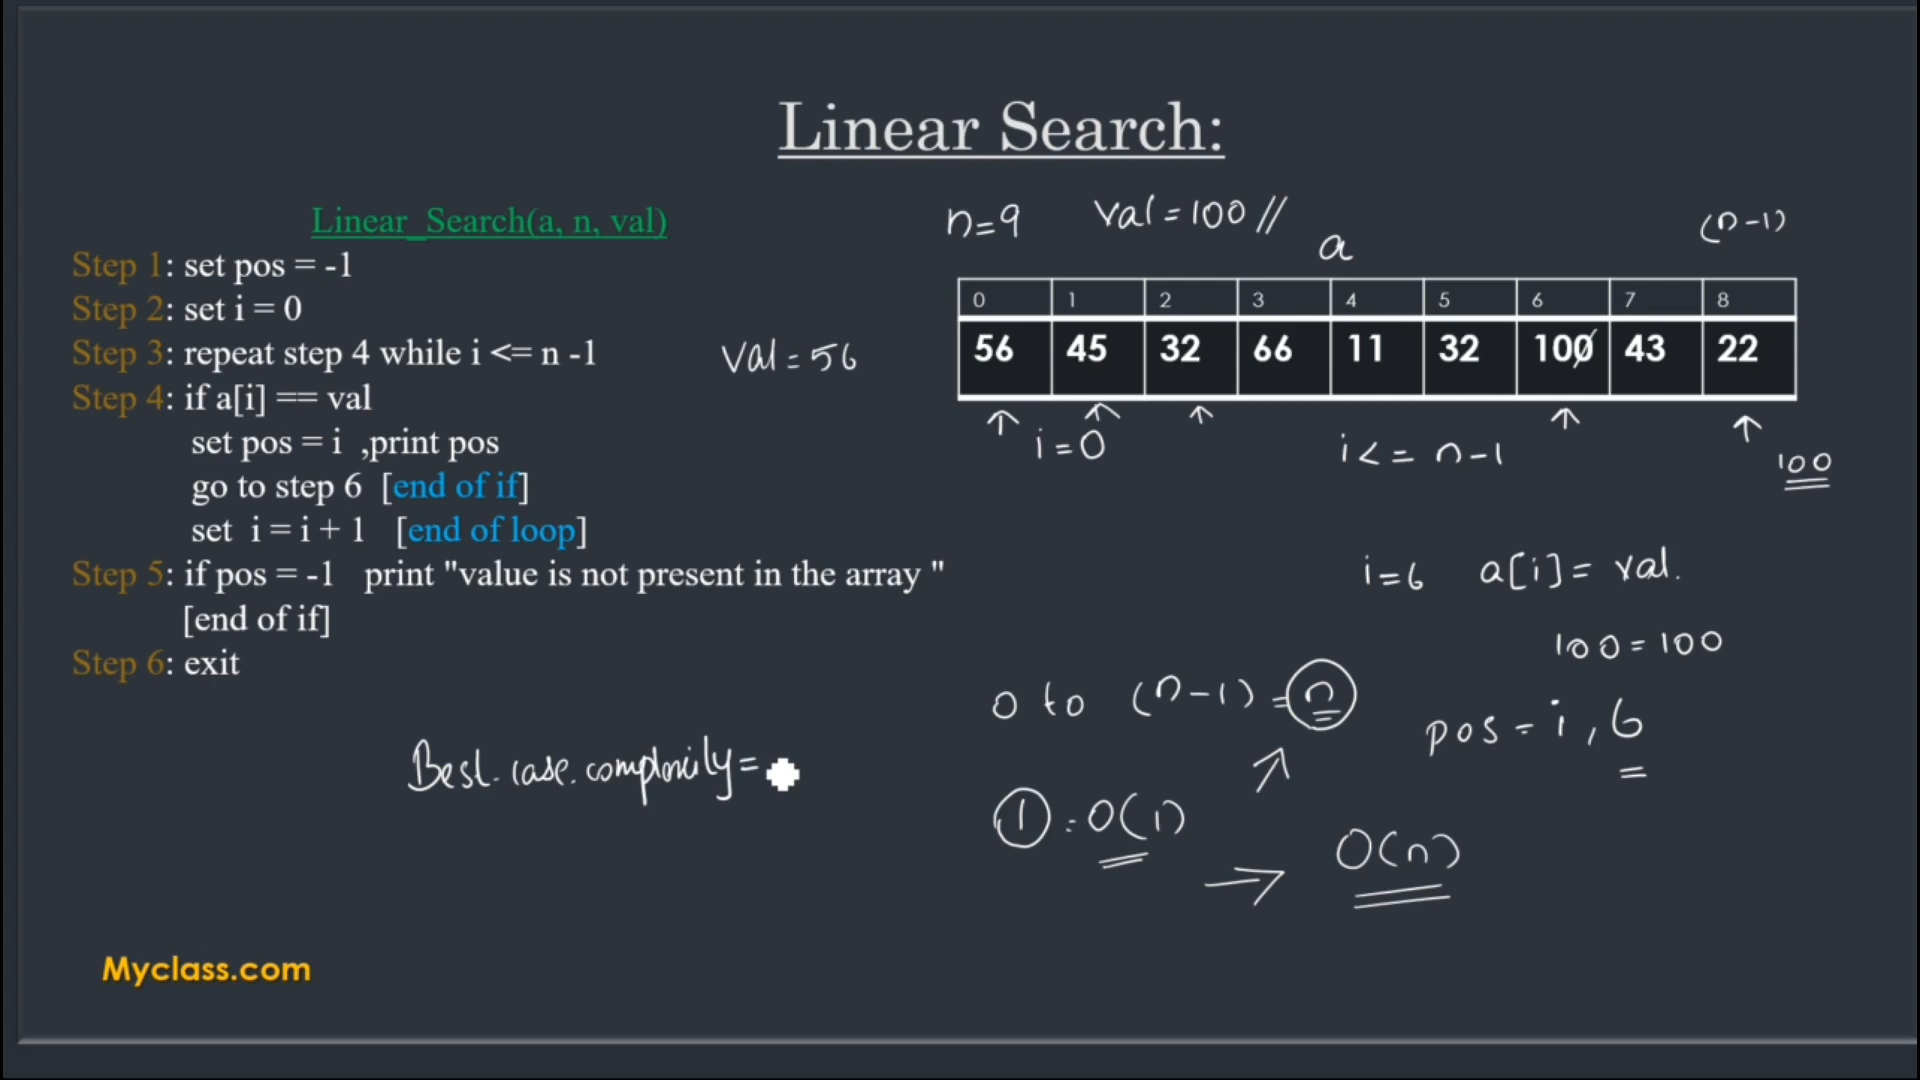 Linear Search:
Linear_Search(a, n, val)
Step 1: set pos = -1
Step 2: set i = 0
Step 3: repeat step 4 while i <= n -1
Step 4: if a[i] == val
set pos = i ,print pos
go to step 6 [end of if]
set i = i + 1 [end of loop]
Step 5: if pos = -1 print "value is not present in the array "
[end of if]
Step 6: exit
Val = 56
Best. case. complexity =
n=9 Val = 100 //
a
(n-1)
0 1 2 3 4 5 6 7 8
56 45 32 66 11 32 100 43 22
i = 0
i <= n-1
100
i=6 a[i] = val.
100 = 100
0 to (n-1) = n
pos = i , 6
1 = O(1)
O(n)
Myclass.com